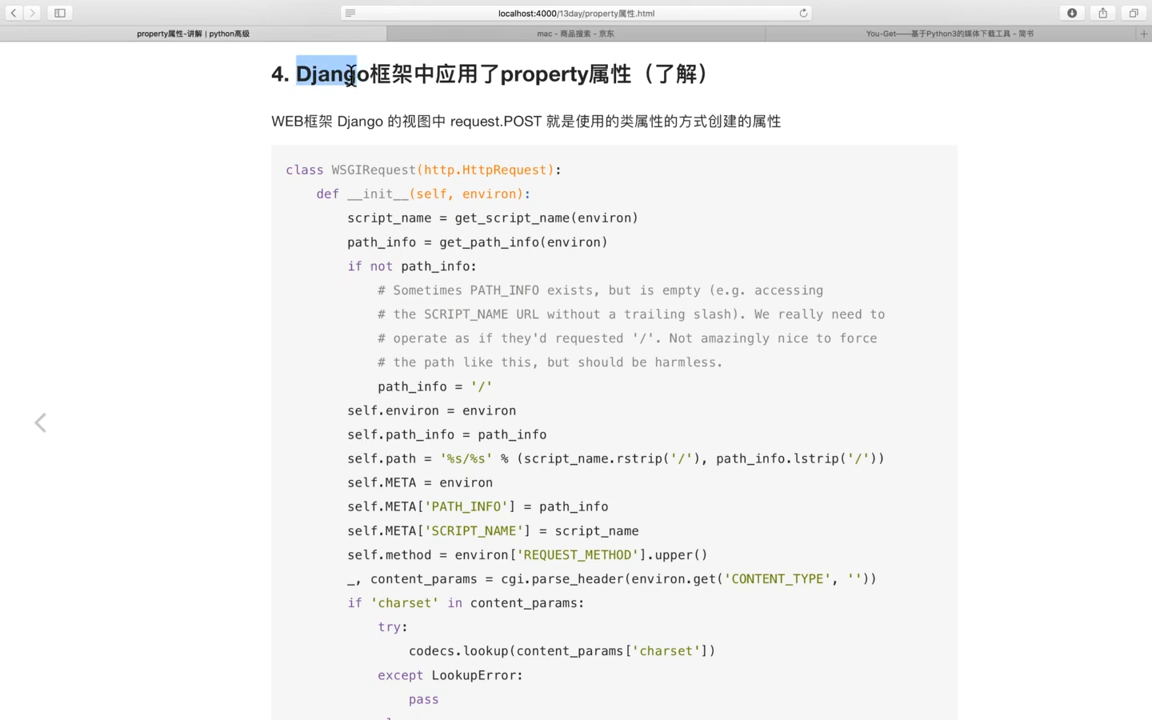 localhost:4000/13day/property属性.html
property属性-讲解 | python高级
mac - 商品搜索 - 京东
You-Get——基于Python3的媒体下载工具 - 简书
4. Django框架中应用了property属性（了解）
WEB框架 Django 的视图中 request.POST 就是使用的类属性的方式创建的属性
class WSGIRequest(http.HttpRequest):
    def __init__(self, environ):
        script_name = get_script_name(environ)
        path_info = get_path_info(environ)
        if not path_info:
            # Sometimes PATH_INFO exists, but is empty (e.g. accessing
            # the SCRIPT_NAME URL without a trailing slash). We really need to
            # operate as if they'd requested '/'. Not amazingly nice to force
            # the path like this, but should be harmless.
            path_info = '/'
        self.environ = environ
        self.path_info = path_info
        self.path = '%s/%s' % (script_name.rstrip('/'), path_info.lstrip('/'))
        self.META = environ
        self.META['PATH_INFO'] = path_info
        self.META['SCRIPT_NAME'] = script_name
        self.method = environ['REQUEST_METHOD'].upper()
        _, content_params = cgi.parse_header(environ.get('CONTENT_TYPE', ''))
        if 'charset' in content_params:
            try:
                codecs.lookup(content_params['charset'])
            except LookupError:
                pass